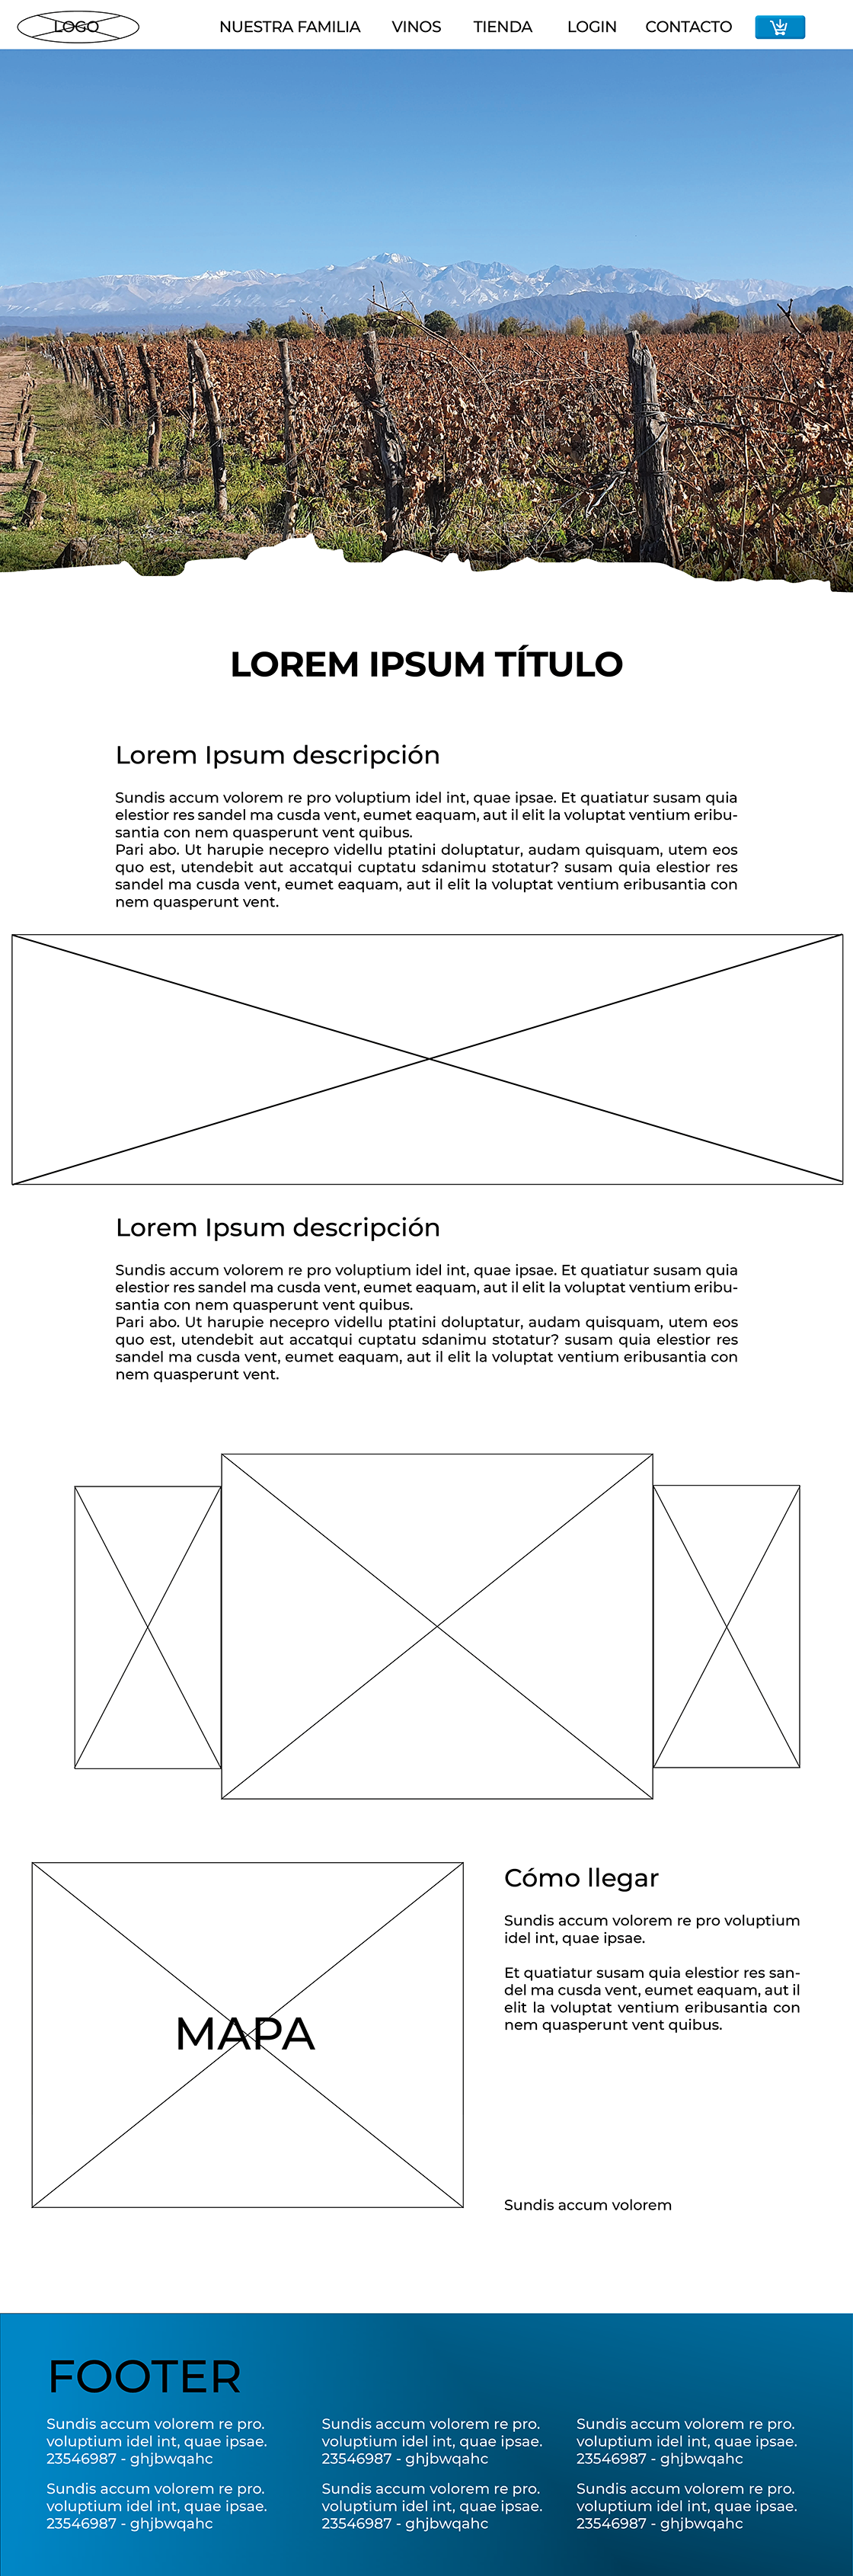 LOGO
NUESTRA FAMILIA VINOS TIENDA LOGIN CONTACTO
LOREM IPSUM TÍTULO
Lorem Ipsum descripción
Sundis accum volorem re pro voluptium idel int, quae ipsae. Et quatiatur susam quia
elestior res sandel ma cusda vent, eumet eaquam, aut il elit la voluptat ventium eribu-
santia con nem quasperunt vent quibus.
Pari abo. Ut harupie necepro videllu ptatini doluptatur, audam quisquam, utem eos
quo est, utendebit aut accatqui cuptatu sdanimu stotatur? susam quia elestior res
sandel ma cusda vent, eumet eaquam, aut il elit la voluptat ventium eribusantia con
nem quasperunt vent.
Lorem Ipsum descripción
Sundis accum volorem re pro voluptium idel int, quae ipsae. Et quatiatur susam quia
elestior res sandel ma cusda vent, eumet eaquam, aut il elit la voluptat ventium eribu-
santia con nem quasperunt vent quibus.
Pari abo. Ut harupie necepro videllu ptatini doluptatur, audam quisquam, utem eos
quo est, utendebit aut accatqui cuptatu sdanimu stotatur? susam quia elestior res
sandel ma cusda vent, eumet eaquam, aut il elit la voluptat ventium eribusantia con
nem quasperunt vent.
MAPA
Cómo llegar
Sundis accum volorem re pro voluptium
idel int, quae ipsae.
Et quatiatur susam quia elestior res san-
del ma cusda vent, eumet eaquam, aut il
elit la voluptat ventium eribusantia con
nem quasperunt vent quibus.
Sundis accum volorem
FOOTER
Sundis accum volorem re pro.
voluptium idel int, quae ipsae.
23546987 - ghjbwqahc
Sundis accum volorem re pro.
voluptium idel int, quae ipsae.
23546987 - ghjbwqahc
Sundis accum volorem re pro.
voluptium idel int, quae ipsae.
23546987 - ghjbwqahc
Sundis accum volorem re pro.
voluptium idel int, quae ipsae.
23546987 - ghjbwqahc
Sundis accum volorem re pro.
voluptium idel int, quae ipsae.
23546987 - ghjbwqahc
Sundis accum volorem re pro.
voluptium idel int, quae ipsae.
23546987 - ghjbwqahc